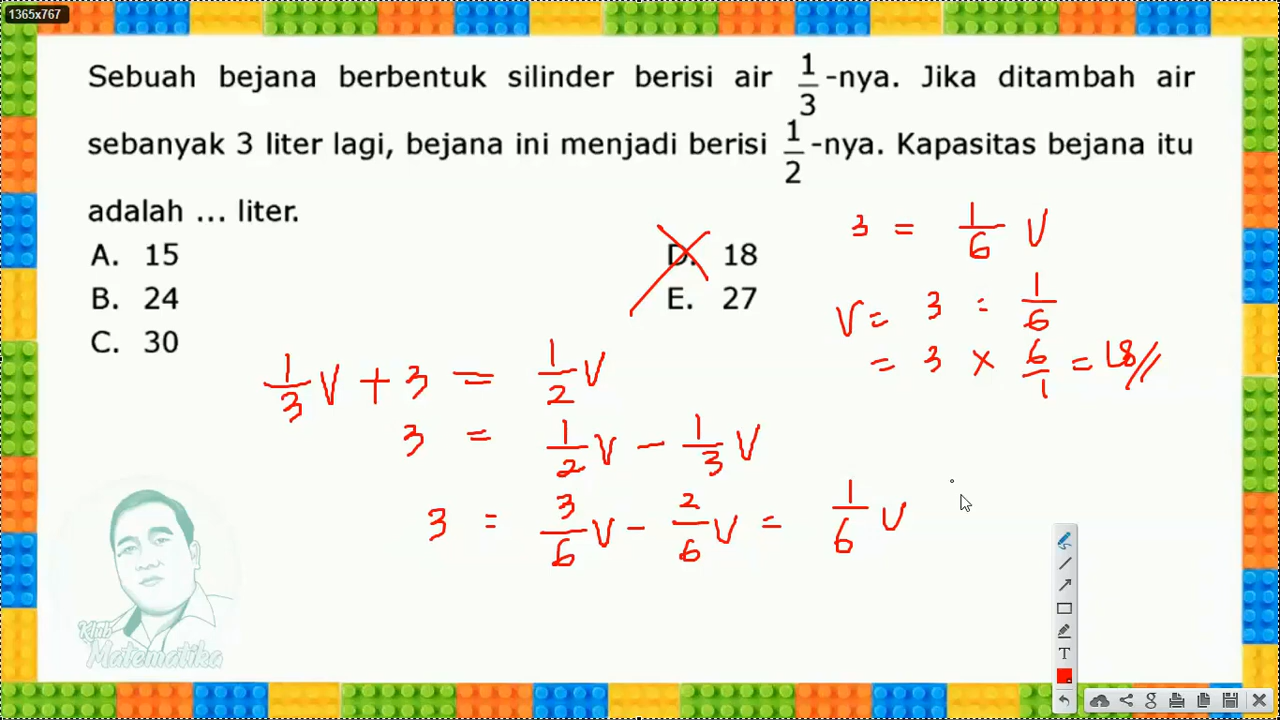 1365x767
Sebuah bejana berbentuk silinder berisi air 1/3-nya. Jika ditambah air
sebanyak 3 liter lagi, bejana ini menjadi berisi 1/2-nya. Kapasitas bejana itu
adalah ... liter.
A. 15
B. 24
C. 30
D. 18
E. 27
1/3 V + 3 = 1/2 V
3 = 1/2 V - 1/3 V
3 = 3/6 V - 2/6 V = 1/6 V
3 = 1/6 V
V = 3 : 1/6
= 3 × 6/1 = 18//
Klub
Matematika
T
g